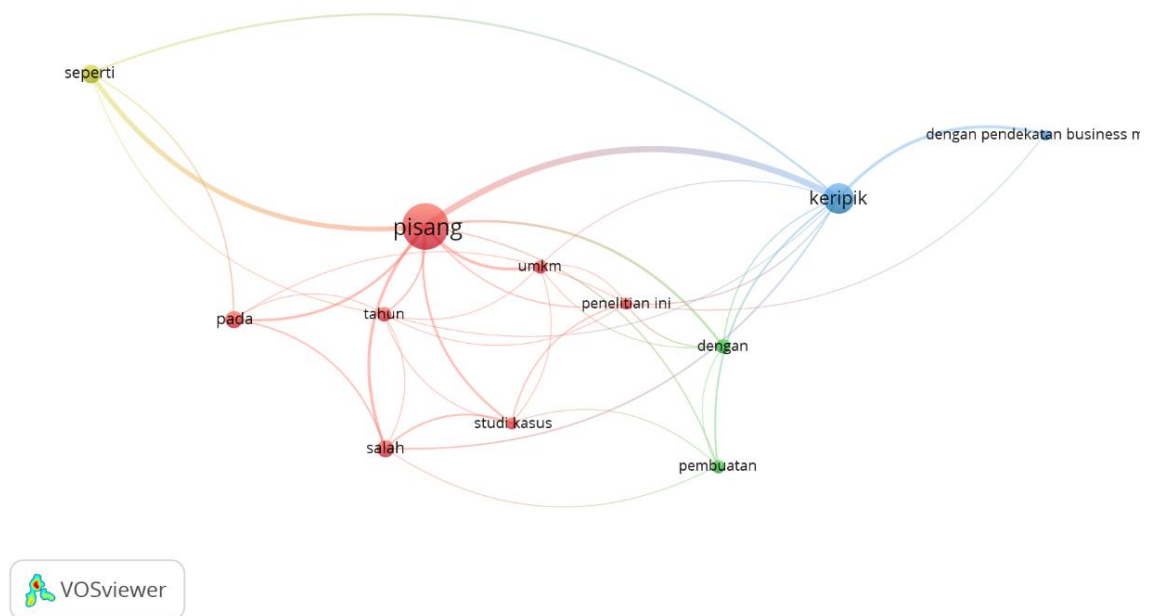 seperti
dengan pendekatan business m
keripik
pisang
umkm
penelitian ini
tahun
pada
dengan
studi kasus
salah
pembuatan
VOSviewer